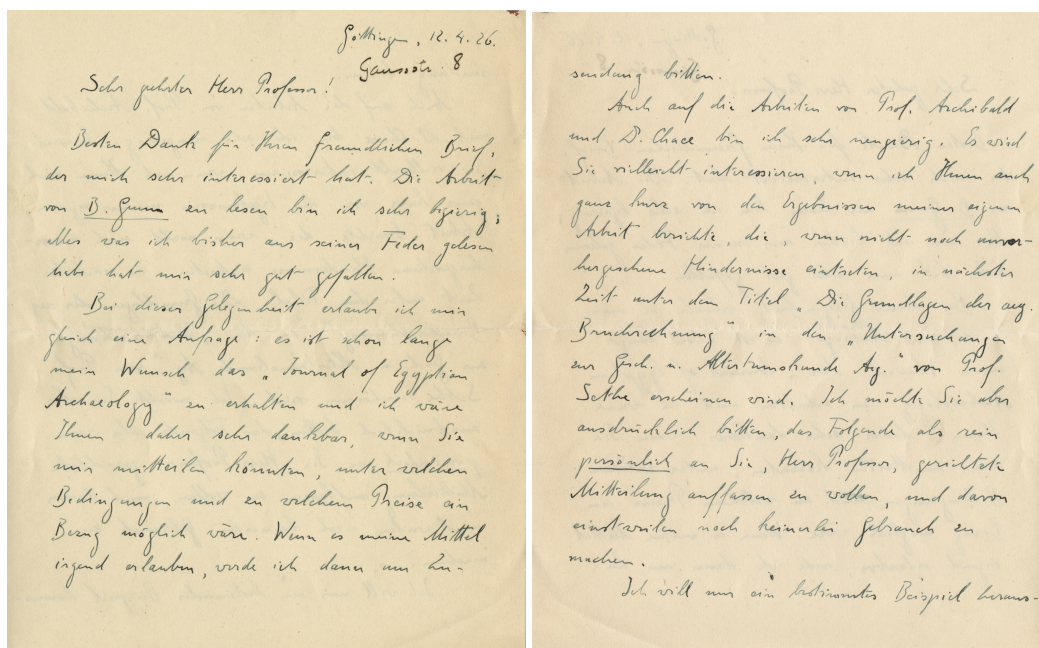 Göttingen, 12.4.26.
Gaussstr. 8
Sehr geehrter Herr Professor!
Besten Dank für Ihren freundlichen Brief,
der mich sehr interessiert hat. Die Arbeit
von B. Gunn zu lesen bin ich sehr begierig;
alles was ich bisher aus seiner Feder gelesen
habe hat mir sehr gut gefallen.
Bei dieser Gelegenheit erlaube ich mir
gleich eine Anfrage: es ist schon lange
mein Wunsch das „Journal of Egyptian
Archaeology" zu erhalten und ich wäre
Ihnen daher sehr dankbar, wenn Sie
mir mitteilen könnten, unter welchen
Bedingungen und zu welchem Preise ein
Bezug möglich wäre. Wenn es meine Mittel
irgend erlauben, werde ich dann um Zu-
sendung bitten.
Auch auf die Arbeiten von Prof. Archibald
und Dr. Chace bin ich sehr neugierig. Es wird
Sie vielleicht interessieren, wenn ich Ihnen auch
ganz kurz von den Ergebnissen meiner eigenen
Arbeit berichte, die, wenn nicht noch unvor-
hergesehene Hindernisse eintreten, in nächster
Zeit unter dem Titel „Die Grundlagen der aeg.
Bruchrechnung" in den „Untersuchungen
zur Gesch. u. Altertumskunde Aeg." von Prof.
Sethe erscheinen wird. Ich möchte Sie aber
ausdrücklich bitten, das Folgende als rein
persönlich an Sie, Herr Professor, gerichtete
Mitteilung auffassen zu wollen, und davon
einstweilen noch keinerlei Gebrauch zu
machen.
Ich will nur ein bestimmtes Beispiel heraus-